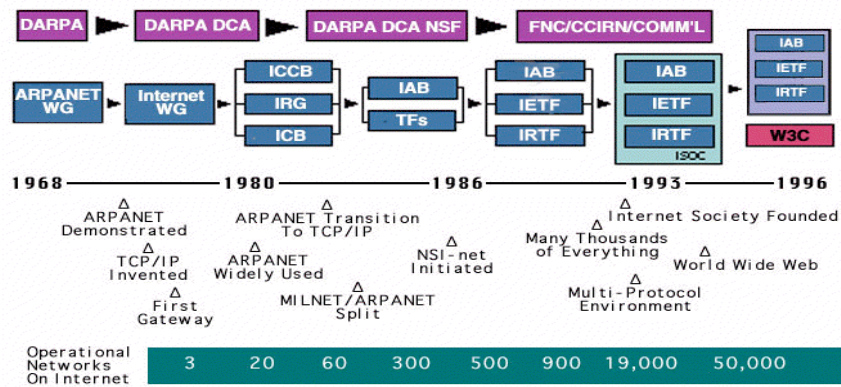 DARPA
DARPA DCA
DARPA DCA NSF
FNC/CCIRN/COMM'L
ARPANET
WG
Internet
WG
ICCB
IRG
ICB
IAB
TFs
IAB
IETF
IRTF
IAB
IETF
IRTF
ISOC
IAB
IETF
IRTF
W3C
1968
1980
1986
1993
1996
ARPANET
Demonstrated
TCP/IP
Invented
First
Gateway
ARPANET
Widely Used
ARPANET Transition
To TCP/IP
MILNET/ARPANET
Split
NSI-net
Initiated
Internet Society Founded
Many Thousands
of Everything
World Wide Web
Multi-Protocol
Environment
Operational
Networks
On Internet
3 20 60 300 500 900 19,000 50,000